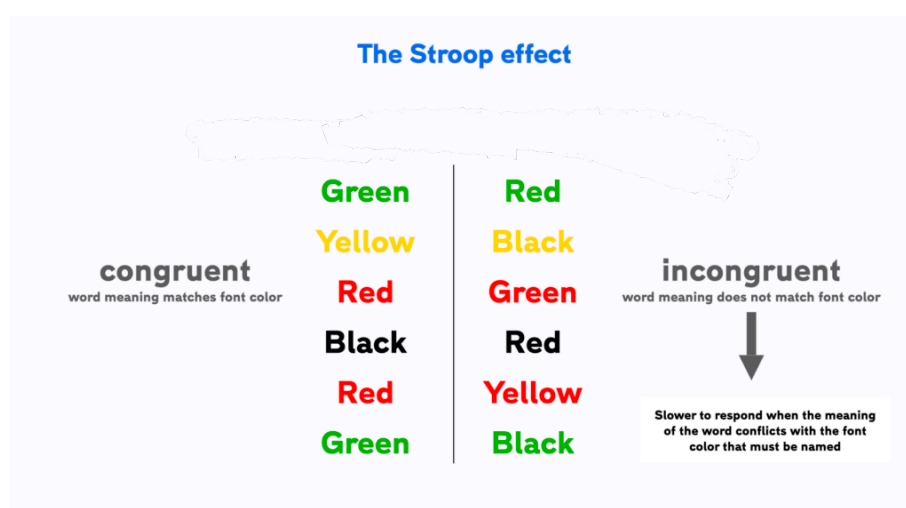 The Stroop effect
Green
Yellow
Red
Black
Red
Green
Red
Black
Green
Red
Yellow
Black
congruent
word meaning matches font color
incongruent
word meaning does not match font color
Slower to respond when the meaning
of the word conflicts with the font
color that must be named